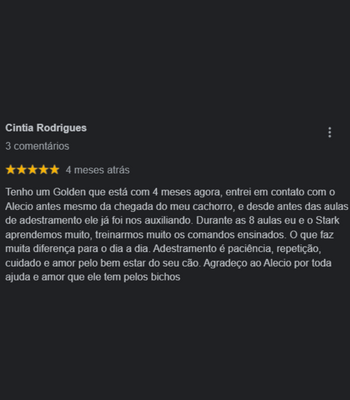 Cintia Rodrigues
3 comentários
4 meses atrás
Tenho um Golden que está com 4 meses agora, entrei em contato com o
Alecio antes mesmo da chegada do meu cachorro, e desde antes das aulas
de adestramento ele já foi nos auxiliando. Durante as 8 aulas eu e o Stark
aprendemos muito, treinarmos muito os comandos ensinados. O que faz
muita diferença para o dia a dia. Adestramento é paciência, repetição,
cuidado e amor pelo bem estar do seu cão. Agradeço ao Alecio por toda
ajuda e amor que ele tem pelos bichos